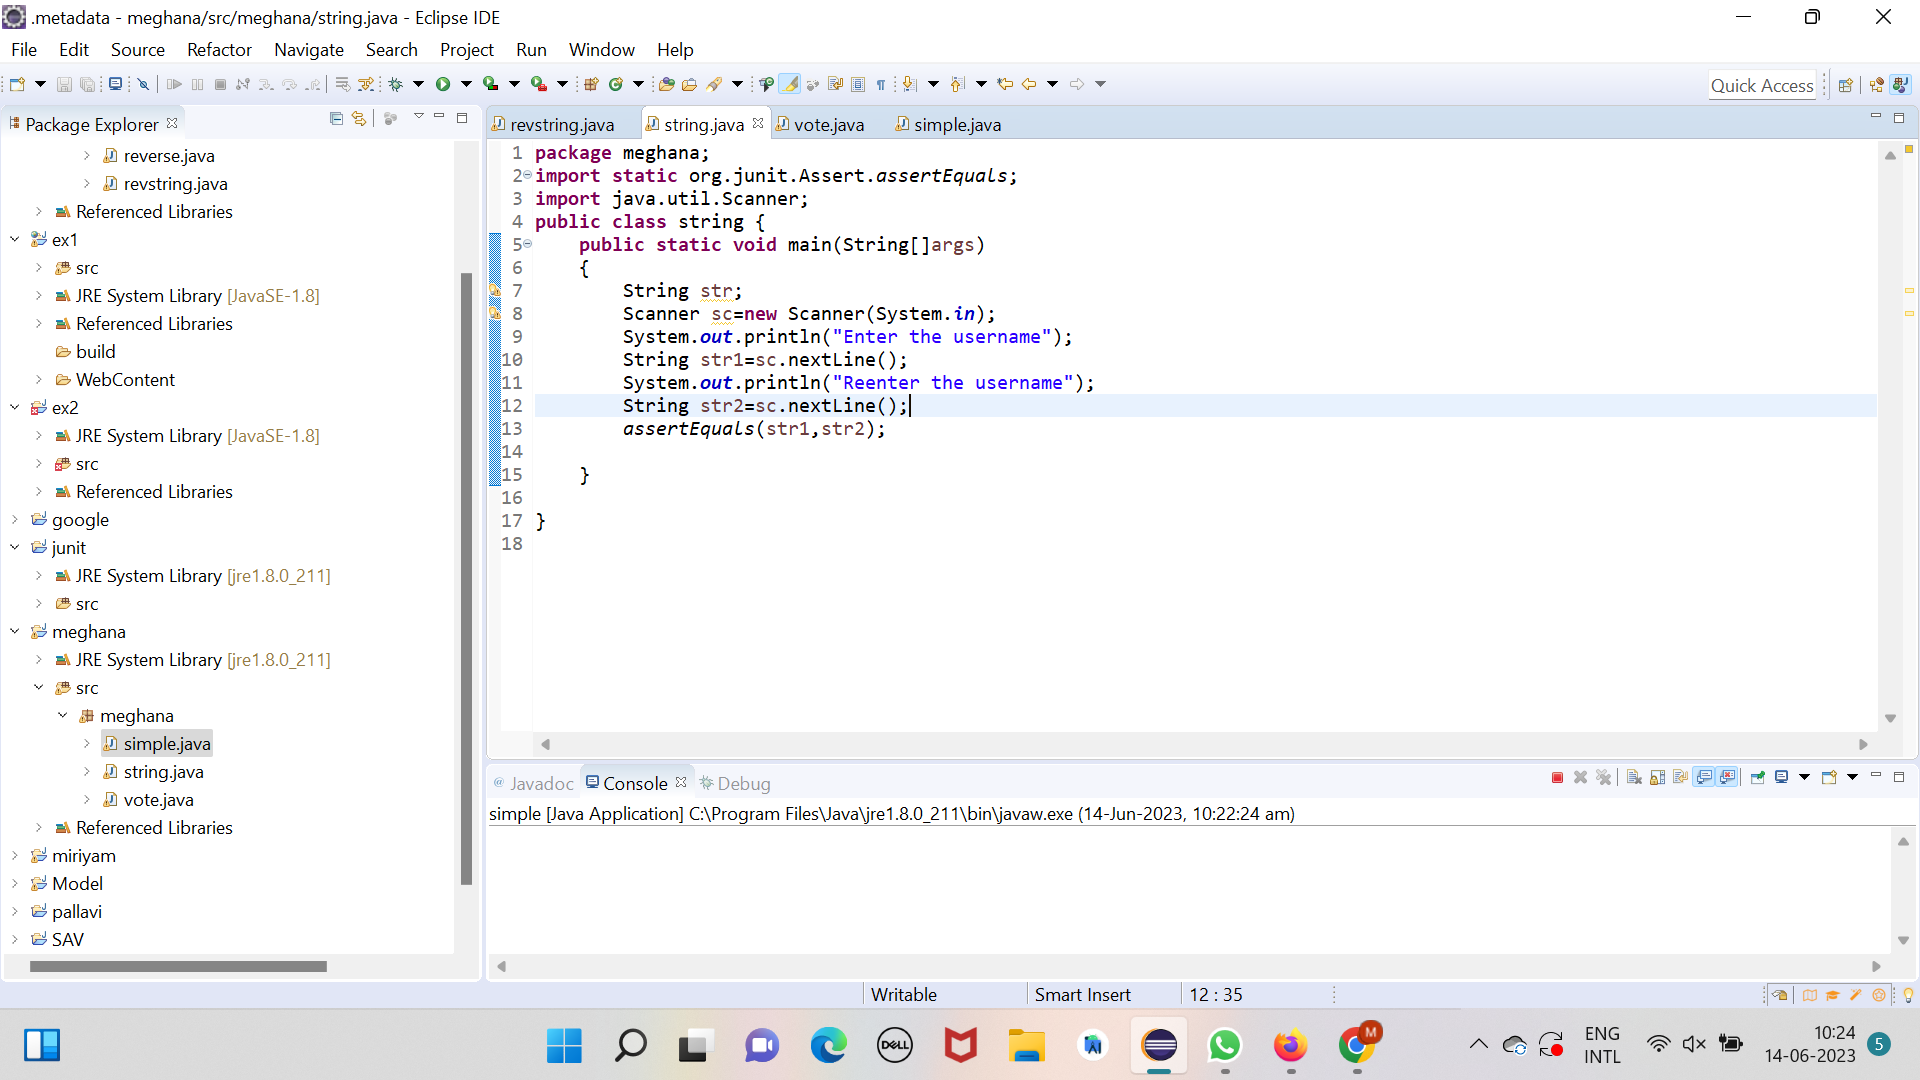 .metadata - meghana/src/meghana/string.java - Eclipse IDE
File Edit Source Refactor Navigate Search Project Run Window Help
Quick Access
Package Explorer
reverse.java
revstring.java
Referenced Libraries
ex1
src
JRE System Library [JavaSE-1.8]
Referenced Libraries
build
WebContent
ex2
JRE System Library [JavaSE-1.8]
src
Referenced Libraries
google
junit
JRE System Library [jre1.8.0_211]
src
meghana
JRE System Library [jre1.8.0_211]
src
meghana
simple.java
string.java
vote.java
Referenced Libraries
miriyam
Model
pallavi
SAV
revstring.java string.java vote.java simple.java
1 package meghana;
2 import static org.junit.Assert.assertEquals;
3 import java.util.Scanner;
4 public class string {
5 public static void main(String[]args)
6 {
7 String str;
8 Scanner sc=new Scanner(System.in);
9 System.out.println("Enter the username");
10 String str1=sc.nextLine();
11 System.out.println("Reenter the username");
12 String str2=sc.nextLine();
13 assertEquals(str1,str2);
14
15 }
16
17 }
18
@ Javadoc Console Debug
simple [Java Application] C:\Program Files\Java\jre1.8.0_211\bin\javaw.exe (14-Jun-2023, 10:22:24 am)
Writable Smart Insert 12 : 35
DELL
M
ENG
INTL
10:24
14-06-2023
5